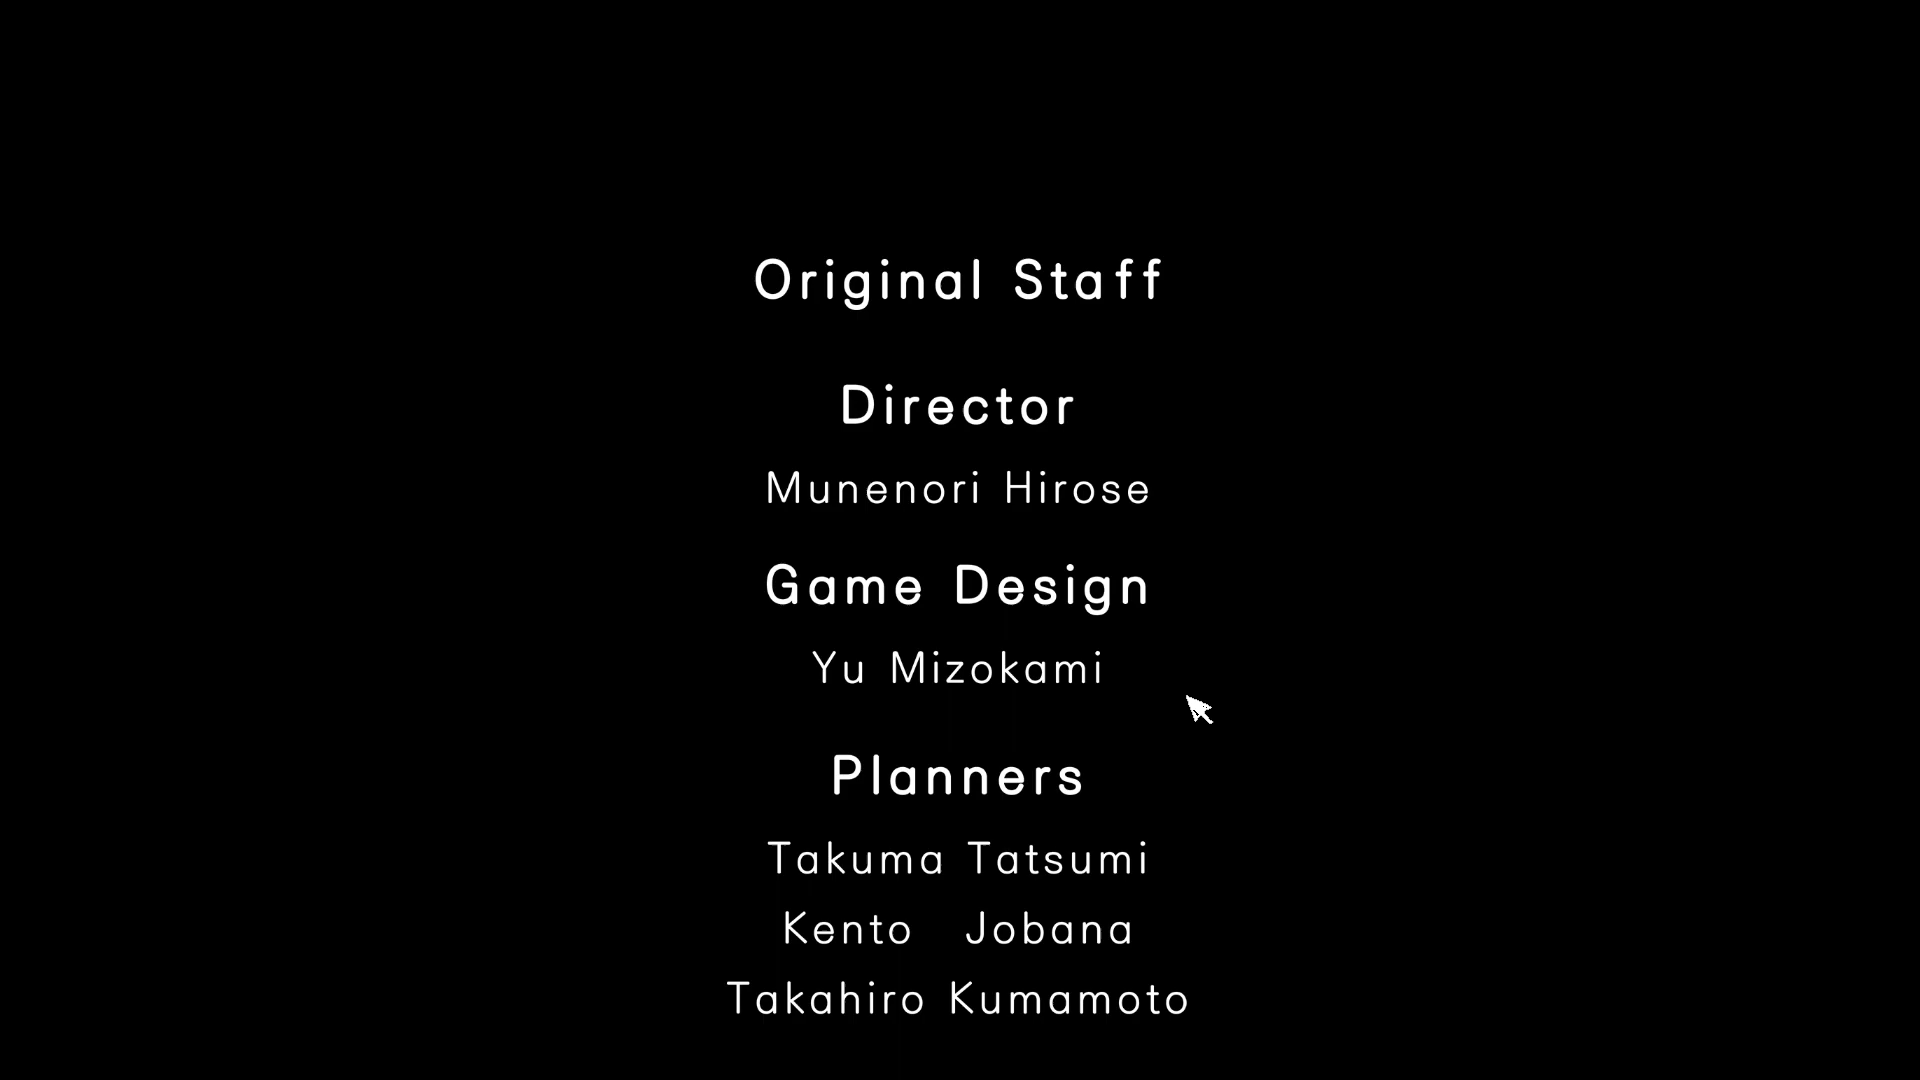 Original Staff
Director
Munenori Hirose
Game Design
Yu Mizokami
Planners
Takuma Tatsumi
Kento Jobana
Takahiro Kumamoto